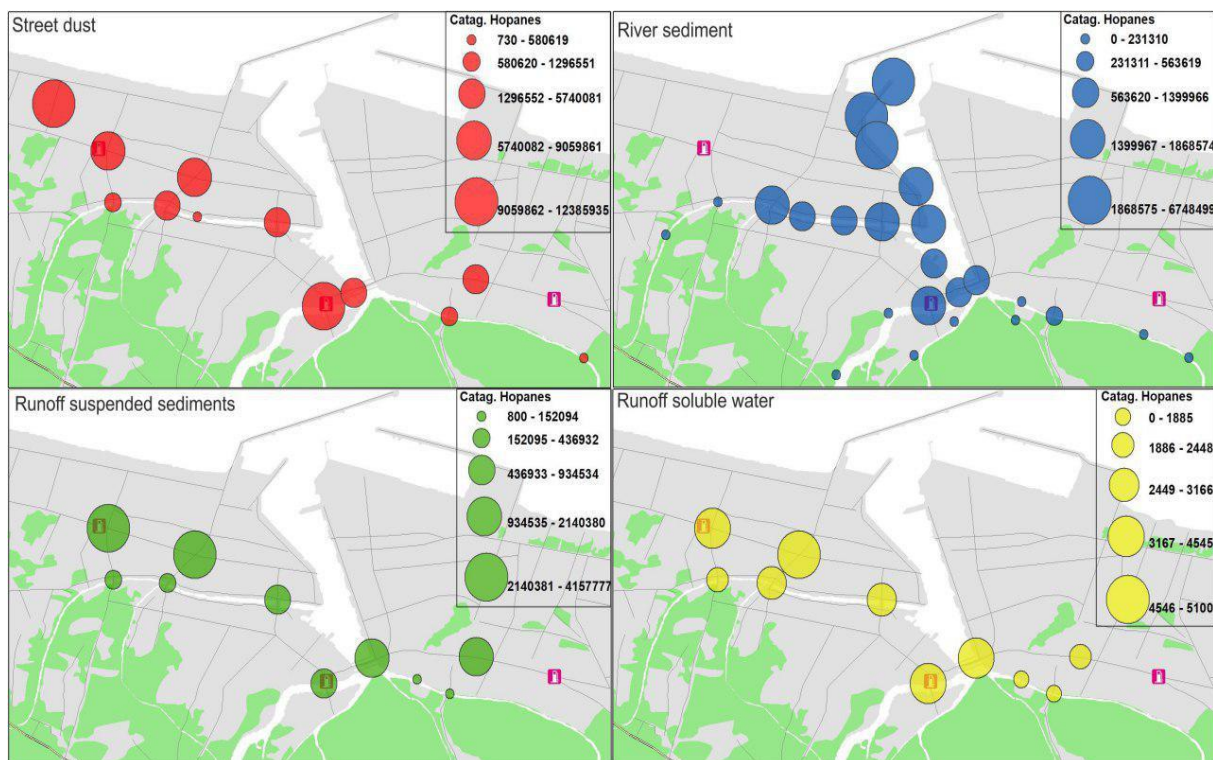 Street dust
Catag. Hopanes
730 - 580619
580620 - 1296551
1296552 - 5740081
5740082 - 9059861
9059862 - 12385935
River sediment
Catag. Hopanes
0 - 231310
231311 - 563619
563620 - 1399966
1399967 - 1868574
1868575 - 6748499
Runoff suspended sediments
Catag. Hopanes
800 - 152094
152095 - 436932
436933 - 934534
934535 - 2140380
2140381 - 4157777
Runoff soluble water
Catag. Hopanes
0 - 1885
1886 - 2448
2449 - 3166
3167 - 4545
4546 - 5100